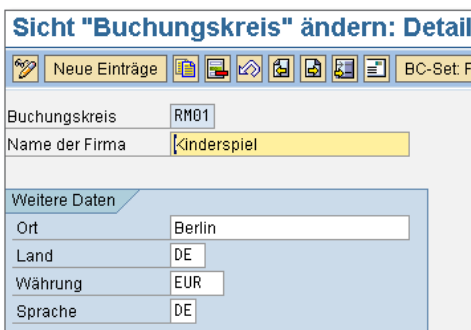 Sicht "Buchungskreis" ändern: Detail
Neue Einträge BC-Set: F
Buchungskreis RM01
Name der Firma Kinderspiel
Weitere Daten
Ort Berlin
Land DE
Währung EUR
Sprache DE